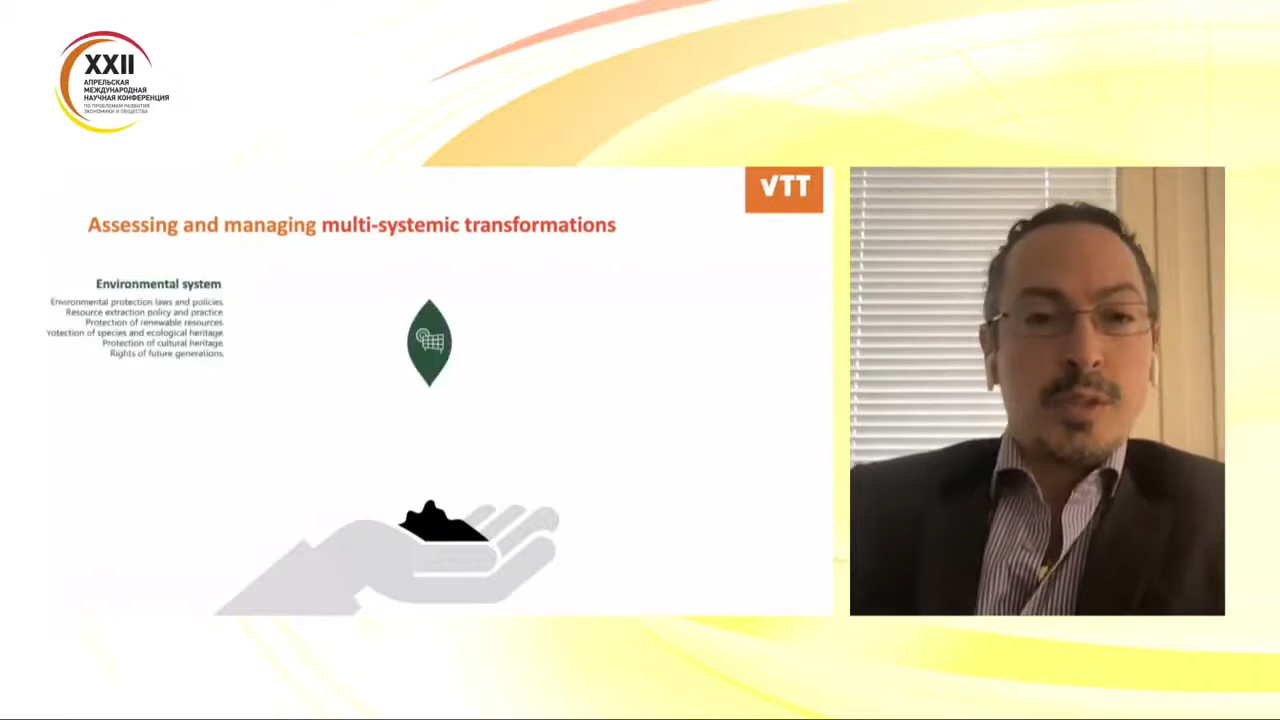 XXII
АПРЕЛЬСКАЯ
МЕЖДУНАРОДНАЯ
НАУЧНАЯ КОНФЕРЕНЦИЯ
ПО ПРОБЛЕМАМ РАЗВИТИЯ
ЭКОНОМИКИ И ОБЩЕСТВА
VTT
Assessing and managing multi-systemic transformations
Environmental system
Environmental protection laws and policies.
Resource extraction policy and practice.
Protection of renewable resources.
rotection of species and ecological heritage.
Protection of cultural heritage.
Rights of future generations.